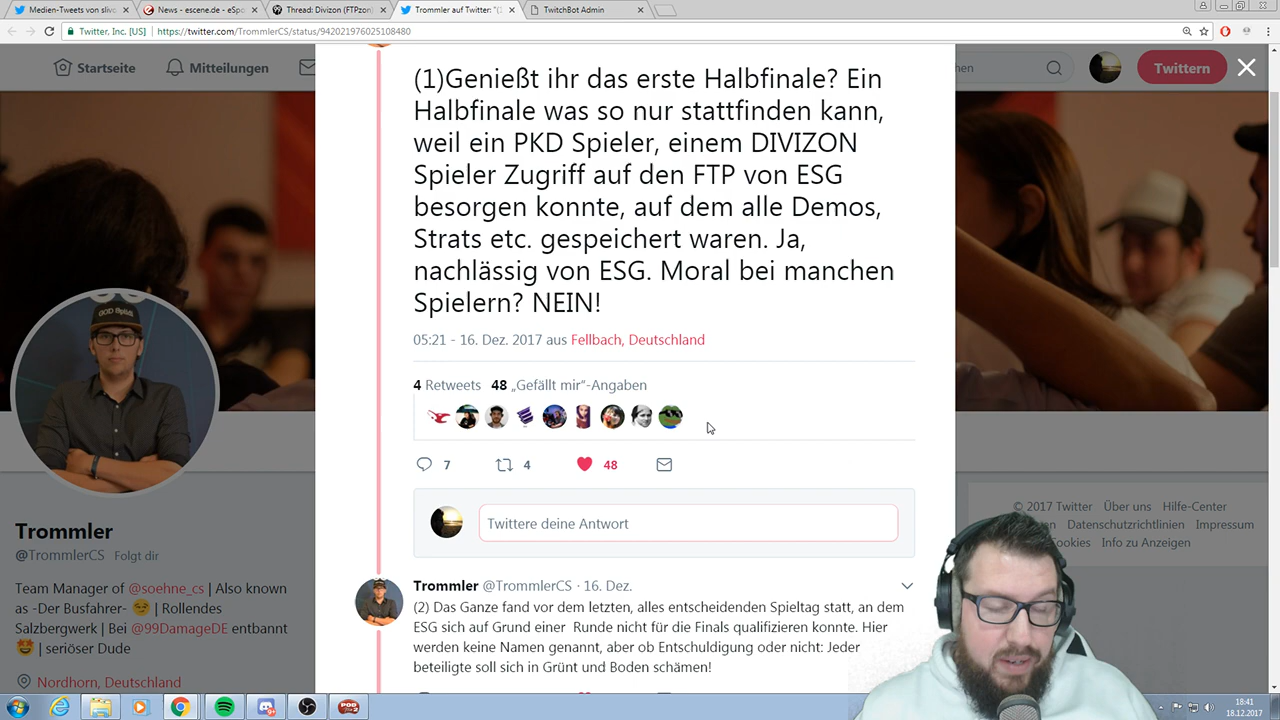 Medien-Tweets von slivo
News - escene.de - eSpo
Thread: Divizon (FTPzon)
Trommler auf Twitter: "(2
TwitchBot Admin
Twitter, Inc. [US] https://twitter.com/TrommlerCS/status/942021976025108480
Startseite Mitteilungen Twittern
(1)Genießt ihr das erste Halbfinale? Ein
Halbfinale was so nur stattfinden kann,
weil ein PKD Spieler, einem DIVIZON
Spieler Zugriff auf den FTP von ESG
besorgen konnte, auf dem alle Demos,
Strats etc. gespeichert waren. Ja,
nachlässig von ESG. Moral bei manchen
Spielern? NEIN!
05:21 - 16. Dez. 2017 aus Fellbach, Deutschland
4 Retweets 48 „Gefällt mir“-Angaben
7 4 48
Twittere deine Antwort
Trommler @TrommlerCS · 16. Dez.
(2) Das Ganze fand vor dem letzten, alles entscheidenden Spieltag statt, an dem
ESG sich auf Grund einer Runde nicht für die Finals qualifizieren konnte. Hier
werden keine Namen genannt, aber ob Entschuldigung oder nicht: Jeder
beteiligte soll sich in Grünt und Boden schämen!
GOD BpWL
Trommler
@TrommlerCS Folgt dir
Team Manager of @soehne_cs | Also known
as -Der Busfahrer- | Rollendes
Salzbergwerk | Bei @99DamageDE entbannt
| seriöser Dude
Nordhorn, Deutschland
© 2017 Twitter Über uns Hilfe-Center
Datenschutzrichtlinien Impressum
Cookies Info zu Anzeigen
18:41
18.12.2017